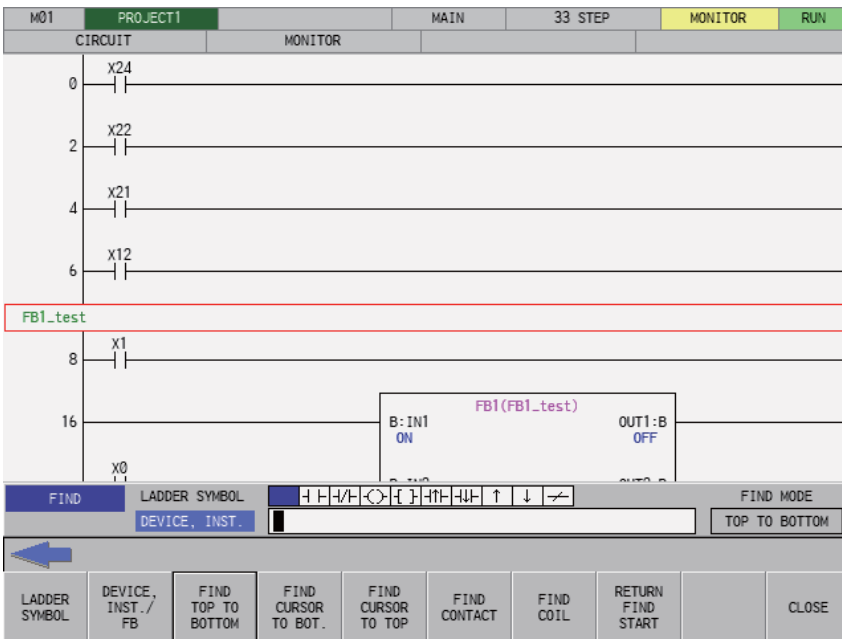 M01 PROJECT1 MAIN 33 STEP MONITOR RUN
CIRCUIT MONITOR
X24
0
X22
2
X21
4
X12
6
FB1_test
X1
8
FB1(FB1_test)
16 B:IN1 OUT1:B
ON OFF
X0
FIND LADDER SYMBOL FIND MODE
DEVICE, INST. TOP TO BOTTOM
LADDER SYMBOL
DEVICE, INST./ FB
FIND TOP TO BOTTOM
FIND CURSOR TO BOT.
FIND CURSOR TO TOP
FIND CONTACT
FIND COIL
RETURN FIND START
CLOSE